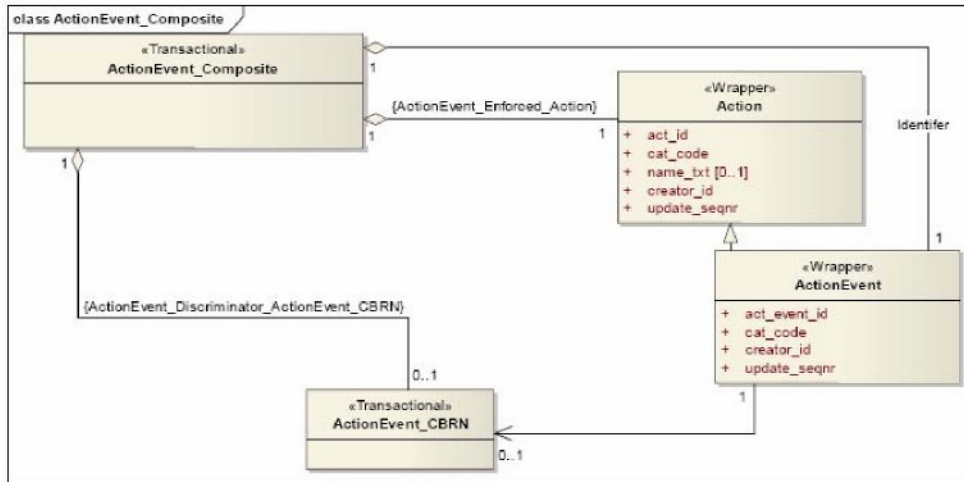 class ActionEvent_Composite
«Transactional»
ActionEvent_Composite
1
1
1
{ActionEvent_Enforced_Action}
1
Identifer
1
«Wrapper»
Action
+ act_id
+ cat_code
+ name_txt [0..1]
+ creator_id
+ update_seqnr
«Wrapper»
ActionEvent
+ act_event_id
+ cat_code
+ creator_id
+ update_seqnr
1
{ActionEvent_Discriminator_ActionEvent_CBRN}
0..1
«Transactional»
ActionEvent_CBRN
0..1